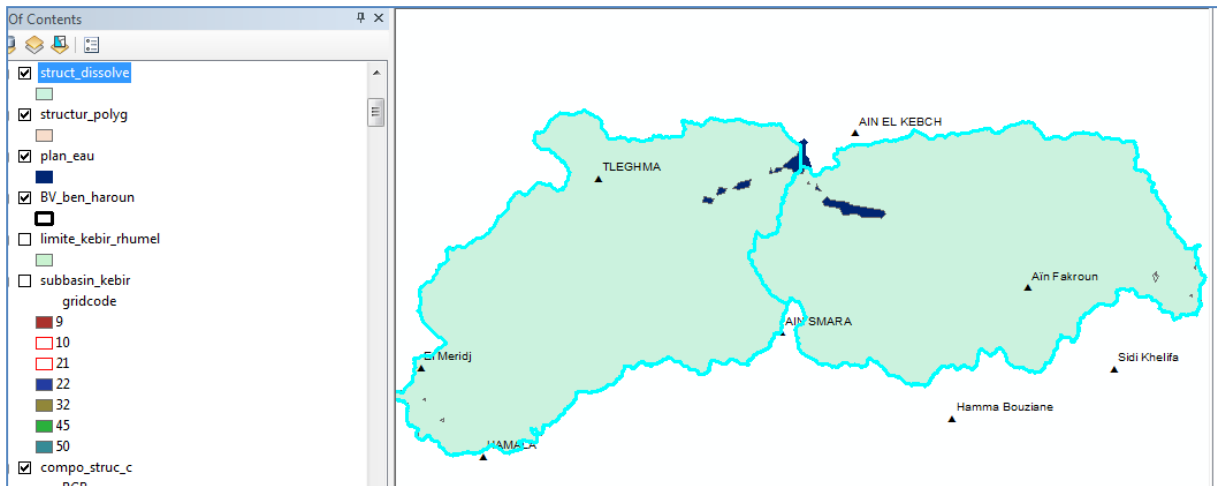 Of Contents
struct_dissolve
structur_polyg
plan_eau
BV_ben_haroun
limite_kebir_rhumel
subbasin_kebir
gridcode
9
10
21
22
32
45
50
compo_struc_c
AIN EL KEBCH
TLEGHMA
Aïn Fakroun
AIN SMARA
El Meridj
Sidi Khelifa
Hamma Bouziane
HAMALA